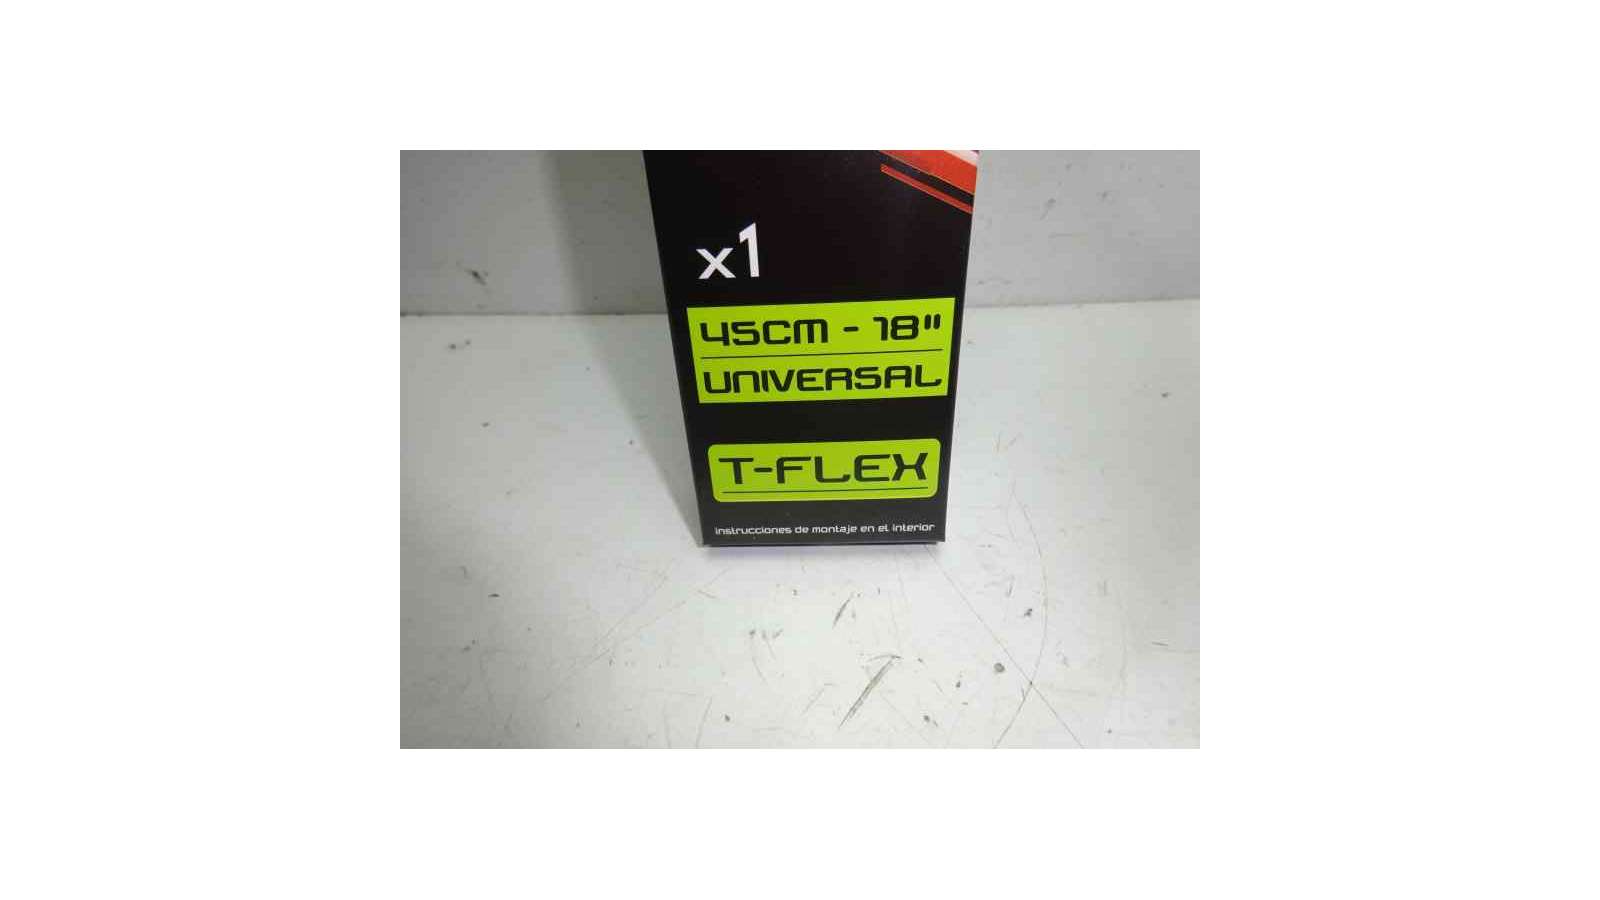 x1
45CM - 18"
UNIVERSAL
T-FLEX
instrucciones de montaje en el interior